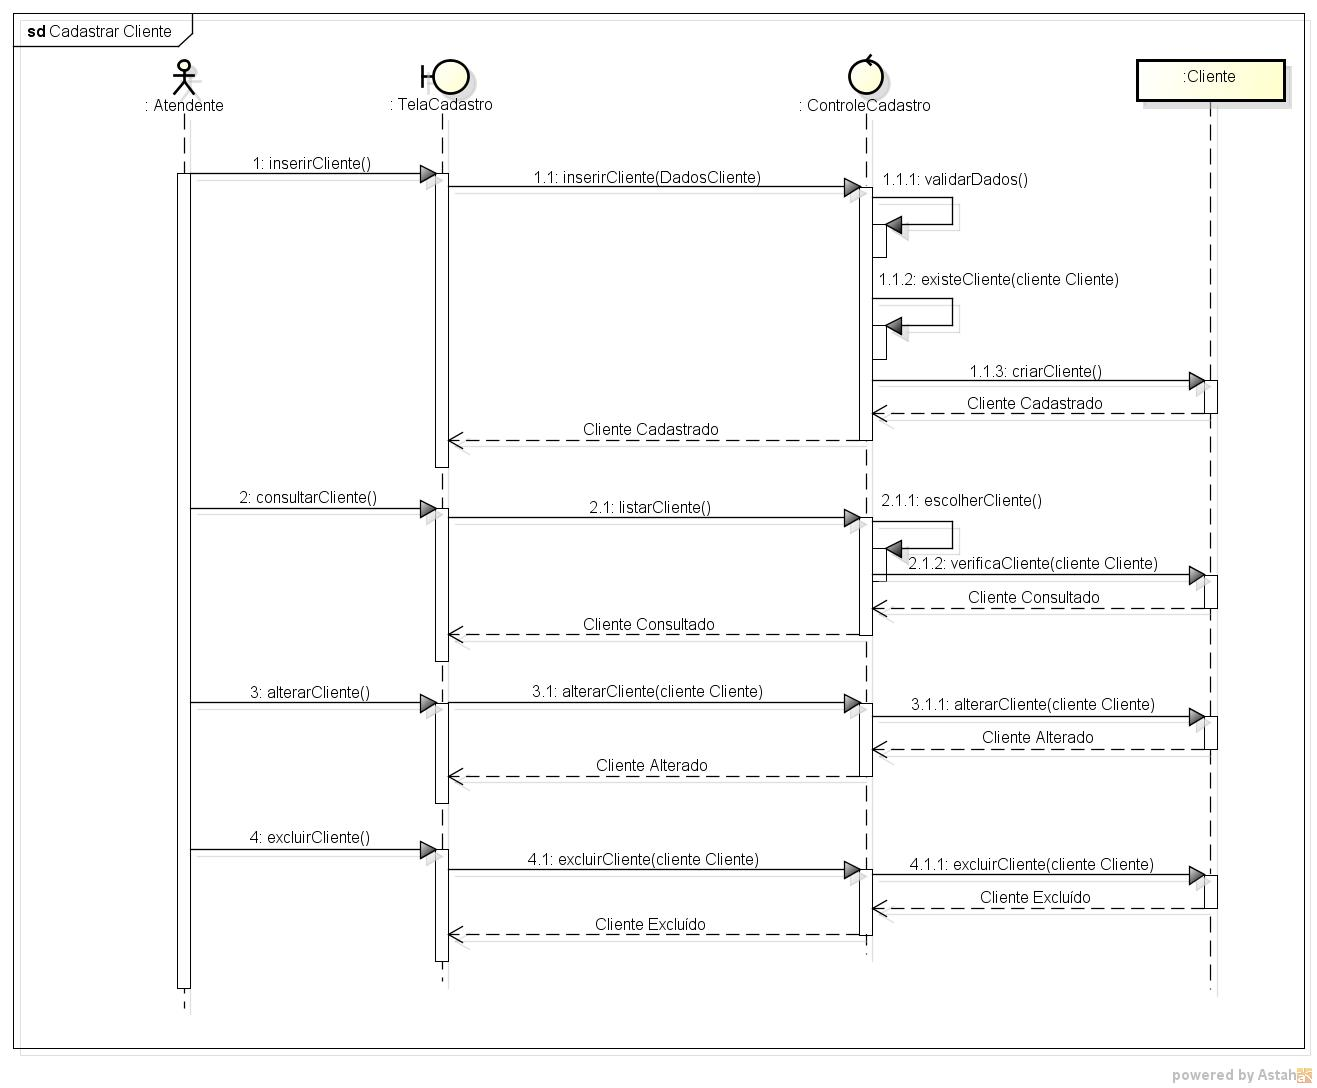 sd Cadastrar Cliente
: Atendente
: TelaCadastro
: ControleCadastro
:Cliente
1: inserirCliente()
1.1: inserirCliente(DadosCliente)
1.1.1: validarDados()
1.1.2: existeCliente(cliente Cliente)
1.1.3: criarCliente()
Cliente Cadastrado
Cliente Cadastrado
2: consultarCliente()
2.1: listarCliente()
2.1.1: escolherCliente()
2.1.2: verificaCliente(cliente Cliente)
Cliente Consultado
Cliente Consultado
3: alterarCliente()
3.1: alterarCliente(cliente Cliente)
3.1.1: alterarCliente(cliente Cliente)
Cliente Alterado
Cliente Alterado
4: excluirCliente()
4.1: excluirCliente(cliente Cliente)
4.1.1: excluirCliente(cliente Cliente)
Cliente Excluído
Cliente Excluído
powered by Astah